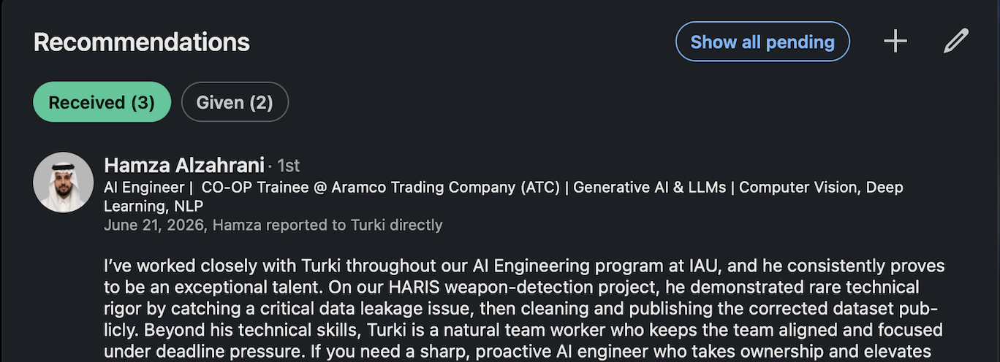 Recommendations
Show all pending
Received (3)
Given (2)
Hamza Alzahrani · 1st
AI Engineer | CO-OP Trainee @ Aramco Trading Company (ATC) | Generative AI & LLMs | Computer Vision, Deep
Learning, NLP
June 21, 2026, Hamza reported to Turki directly
I’ve worked closely with Turki throughout our AI Engineering program at IAU, and he consistently proves
to be an exceptional talent. On our HARIS weapon-detection project, he demonstrated rare technical
rigor by catching a critical data leakage issue, then cleaning and publishing the corrected dataset pub-
licly. Beyond his technical skills, Turki is a natural team worker who keeps the team aligned and focused
under deadline pressure. If you need a sharp, proactive AI engineer who takes ownership and elevates